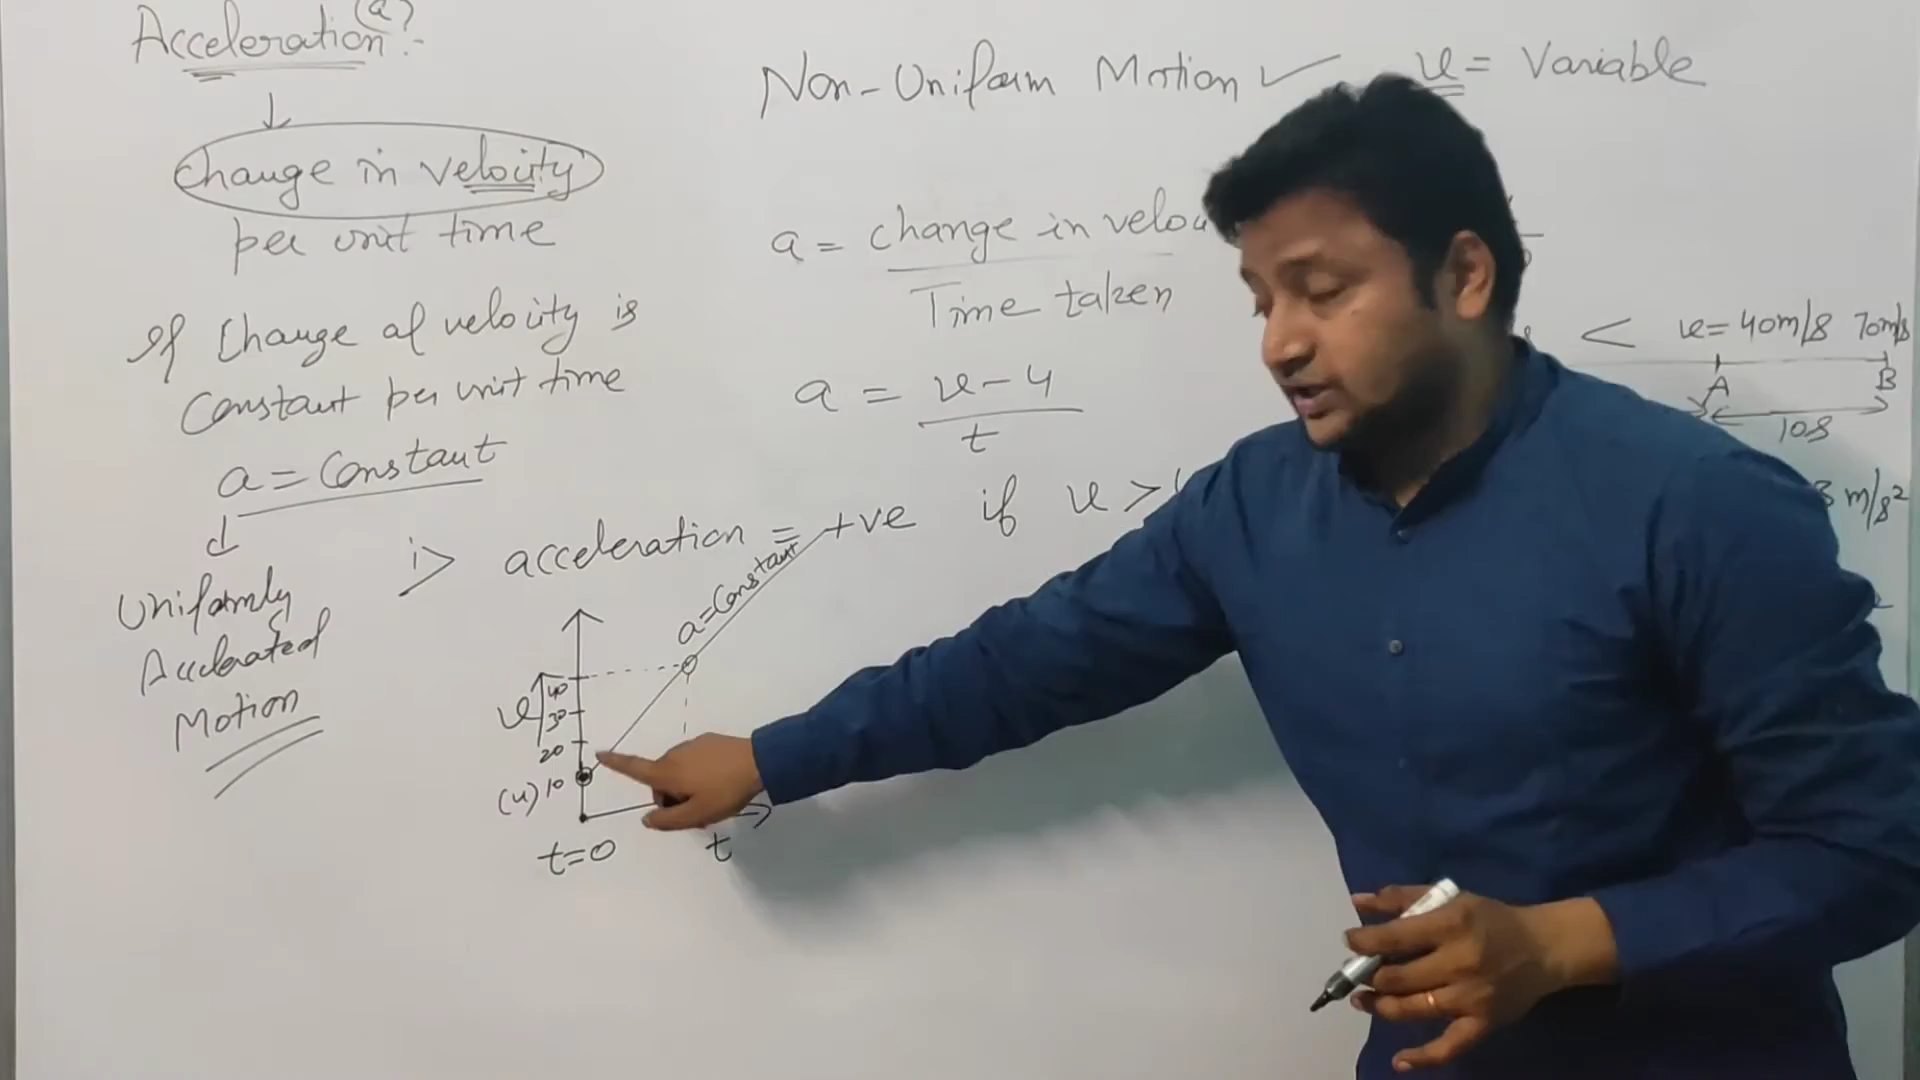 Acceleration (a) :-
Change in velocity
per unit time
If Change of velocity is
Constant per unit time
a = Constant
Uniformly
Acclerated
Motion
Non-Uniform Motion ✓ v = Variable
a = change in velo
Time taken
a = v - u
t
< v = 40m/s 70m/s
A B
10s
3 m/s²
i> acceleration = +ve if v >
a = Constant
v
40
30
20
(u) 10
t=0 t